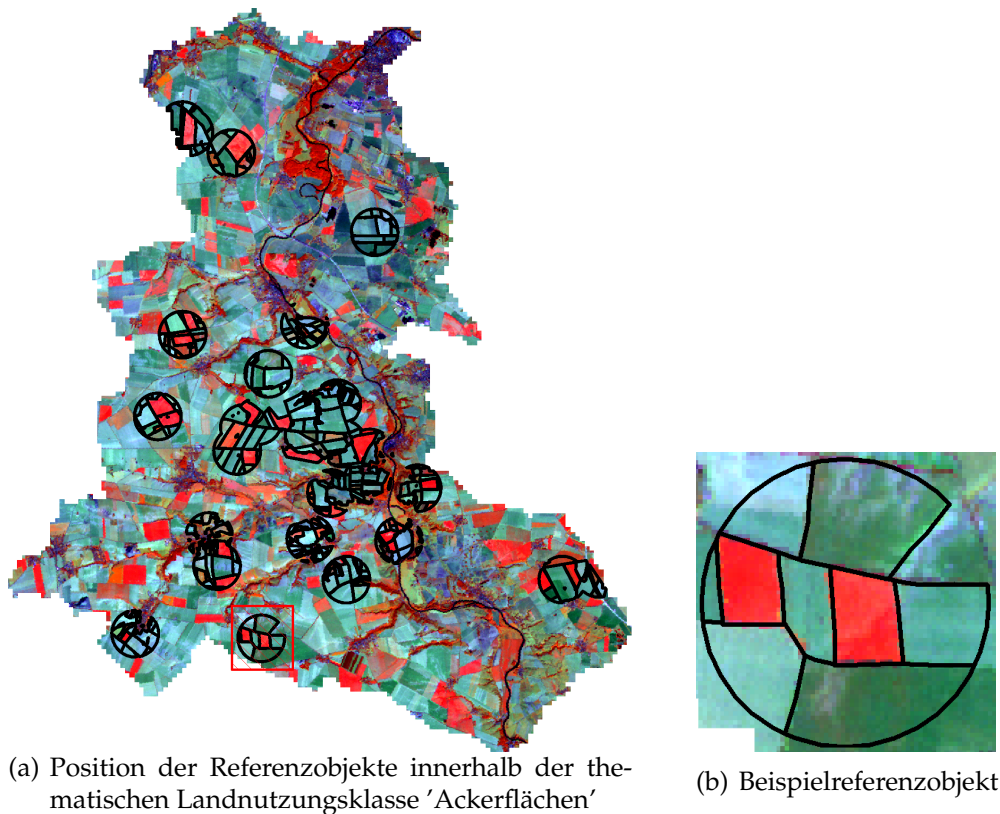 (a) Position der Referenzobjekte innerhalb der the-
matischen Landnutzungsklasse 'Ackerflächen'
(b) Beispielreferenzobjekt